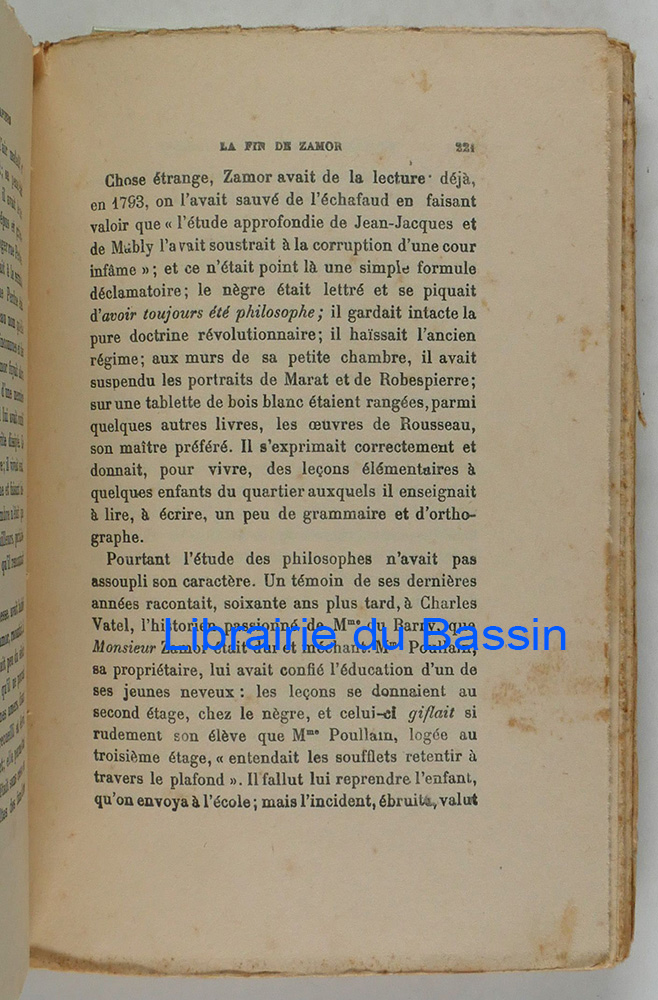 LA FIN DE ZAMOR 221
Chose étrange, Zamor avait de la lecture· déjà,
en 1793, on l'avait sauvé de l'échafaud en faisant
valoir que « l'étude approfondie de Jean-Jacques et
de Mably l'avait soustrait à la corruption d'une cour
infâme »; et ce n'était point là une simple formule
déclamatoire; le nègre était lettré et se piquait
d'avoir toujours été philosophe; il gardait intacte la
pure doctrine révolutionnaire; il haïssait l'ancien
régime; aux murs de sa petite chambre, il avait
suspendu les portraits de Marat et de Robespierre;
sur une tablette de bois blanc étaient rangées, parmi
quelques autres livres, les œuvres de Rousseau,
son maître préféré. Il s'exprimait correctement et
donnait, pour vivre, des leçons élémentaires à
quelques enfants du quartier auxquels il enseignait
à lire, à écrire, un peu de grammaire et d'ortho-
graphe.
Pourtant l'étude des philosophes n'avait pas
assoupli son caractère. Un témoin de ses dernières
années racontait, soixante ans plus tard, à Charles
Vatel, l'historien passionné de Mme du Barry, que
Librairie du Bassin
Monsieur Zamor était dur et méchant. Mme Poullain,
sa propriétaire, lui avait confié l'éducation d'un de
ses jeunes neveux : les leçons se donnaient au
second étage, chez le nègre, et celui-ci giflait si
rudement son élève que Mme Poullain, logée au
troisième étage, « entendait les soufflets retentir à
travers le plafond ». Il fallut lui reprendre l'enfant,
qu'on envoya à l'école; mais l'incident, ébruité, valut